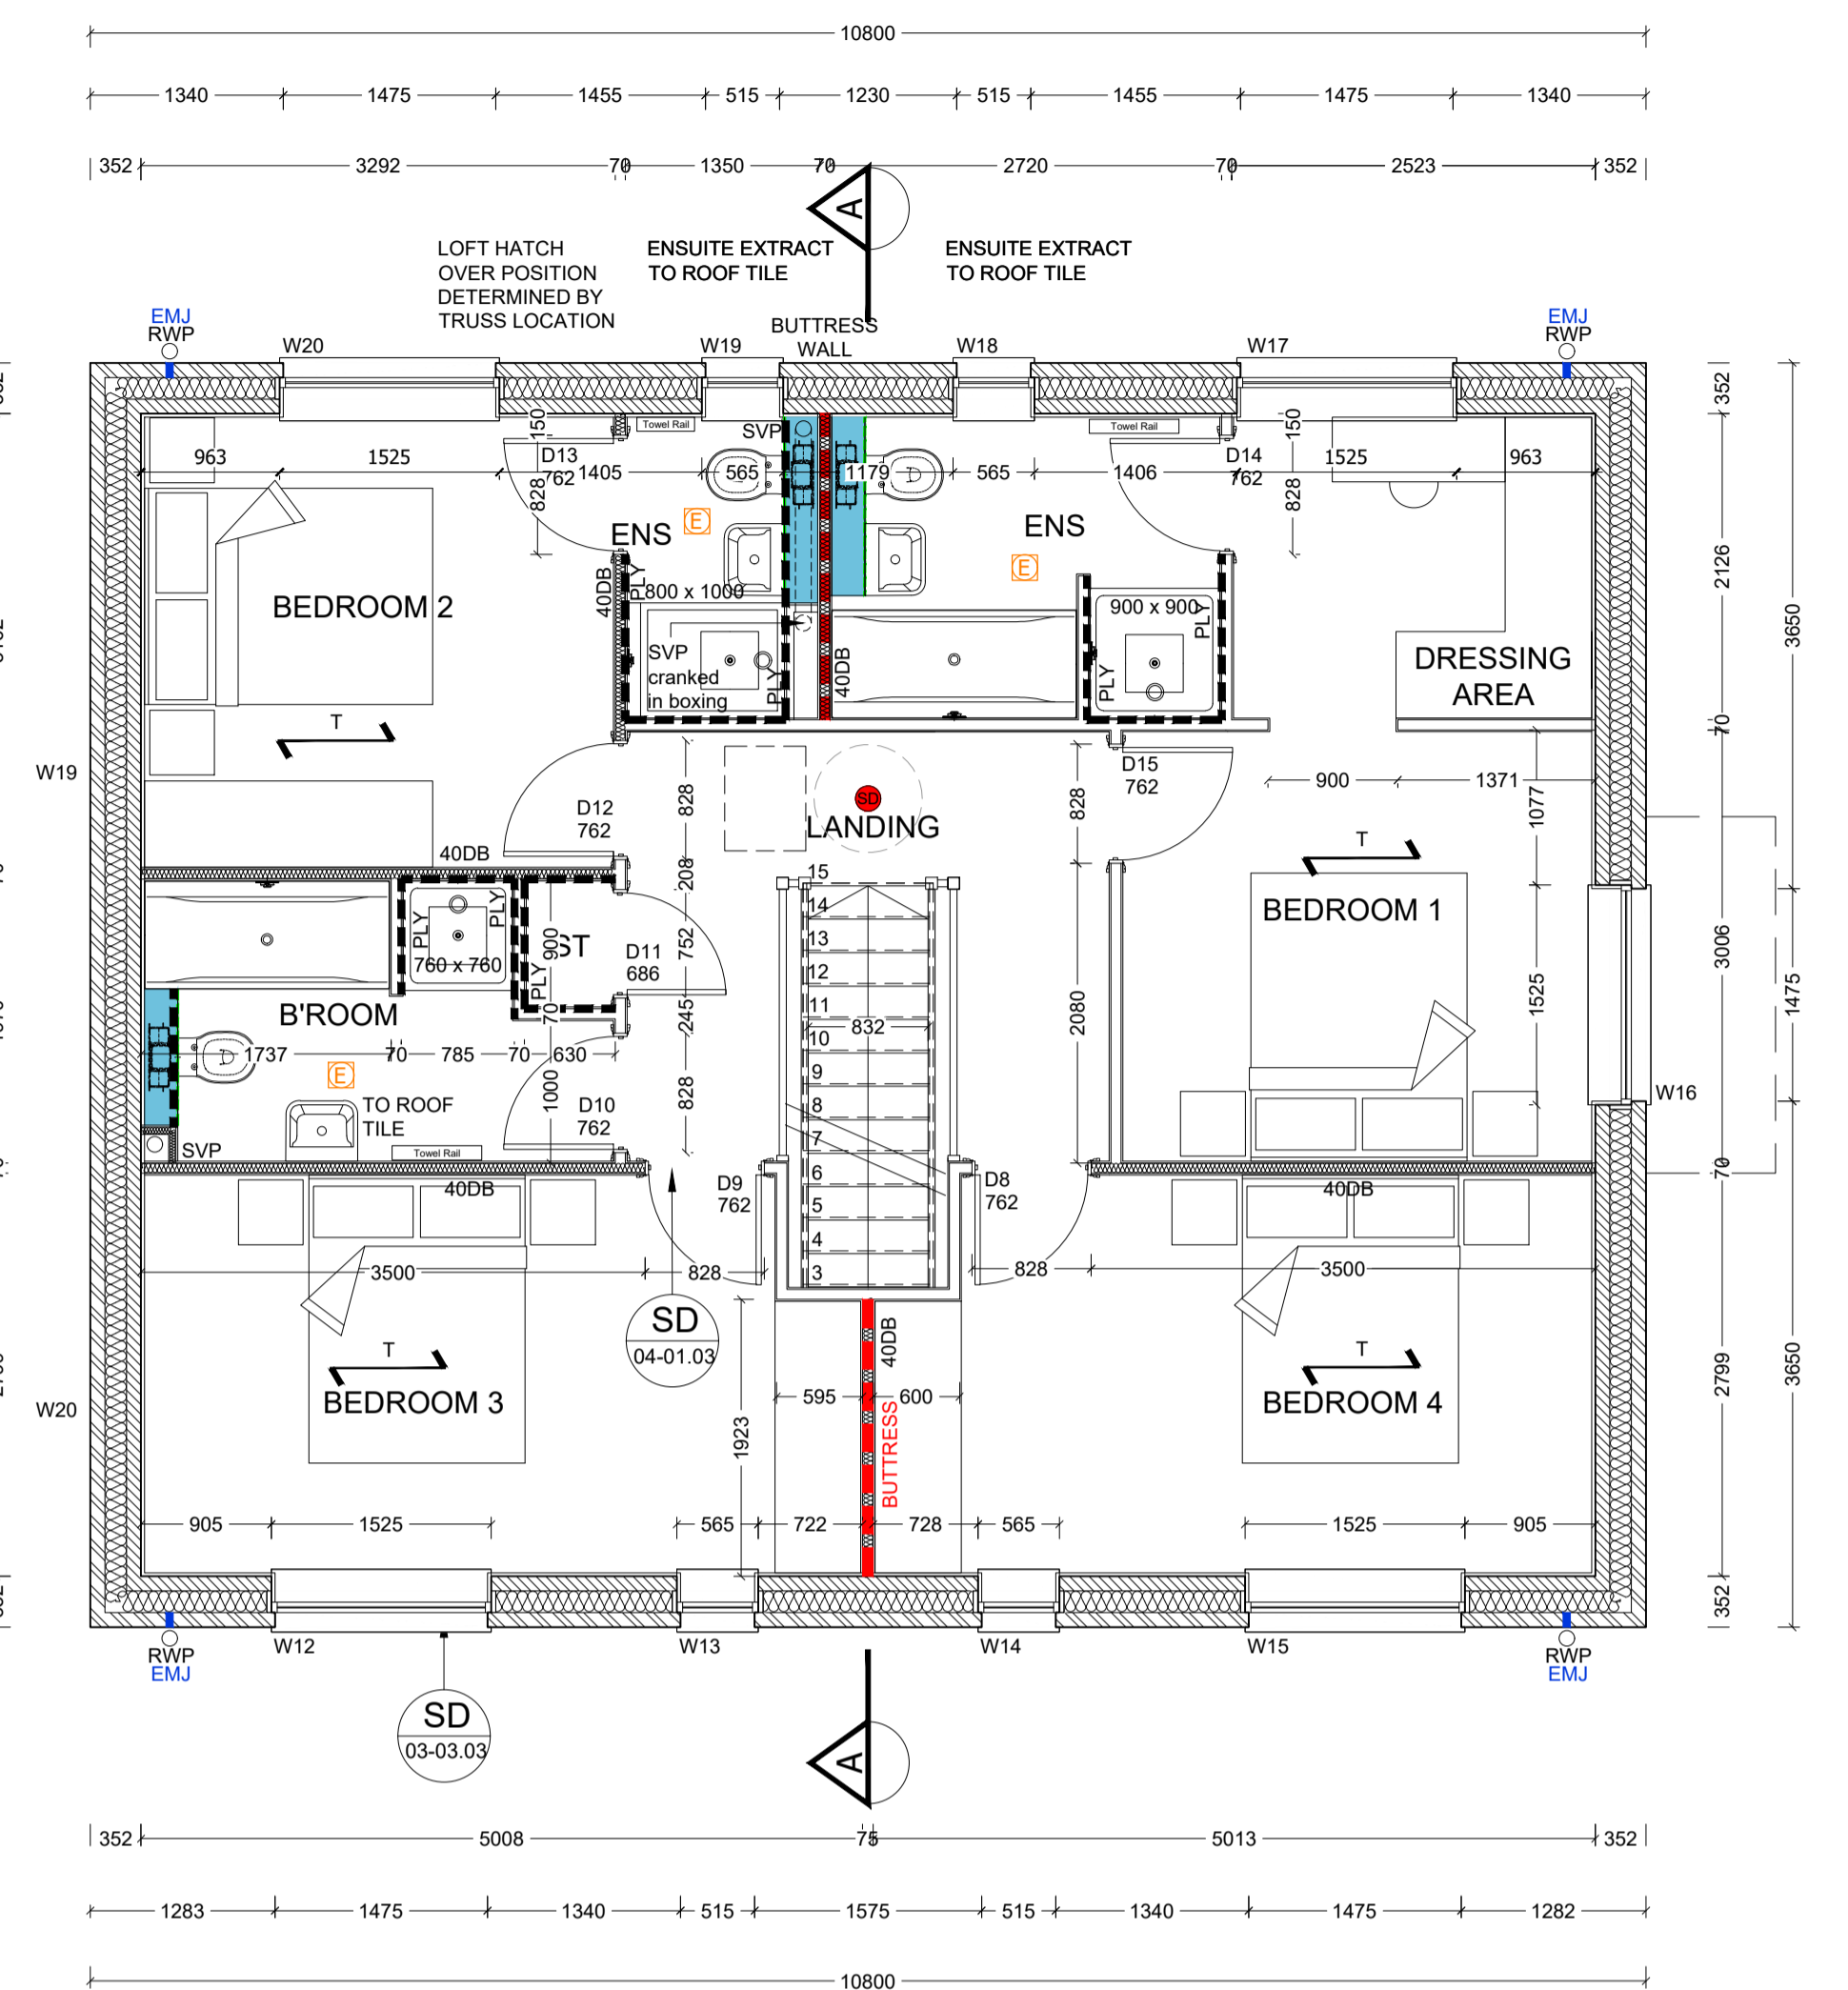 10800
1340 1475 1455 515 1230 515 1455 1475 1340
352 3292 70 1350 70 2720 70 2523 352
A
LOFT HATCH
OVER POSITION
DETERMINED BY
TRUSS LOCATION
ENSUITE EXTRACT
TO ROOF TILE
ENSUITE EXTRACT
TO ROOF TILE
EMJ
RWP
W20
W19
BUTTRESS
WALL
W18
W17
EMJ
RWP
352
150
Towel Rail
SVP
Towel Rail
150
963 1525
D13
762
1405 565 1179 565 1406
D14
762
1525 963
828
828
ENS
E
ENS
E
2126
3650
40DB
PLY
800 x 1000
900 x 900
PLY
BEDROOM 2
SVP
cranked
in boxing
PLY
40DB
PLY
DRESSING
AREA
T
70
W19
D15
762
900 1371
828
SD
LANDING
828
1077
D12
762
T
40DB
208
15
14
13
12
11
10
9
8
7
6
5
4
3
832
BEDROOM 1
PLY
PLY
760 x 760
900
ST
PLY
D11
686
752
3006
1475
1525
B'ROOM
70
245
2080
1737 70 785 70 630
E
1000
828
TO ROOF
TILE
D10
762
W16
SVP
Towel Rail
70
40DB
D9
762
D8
762
40DB
3500 828 828 3500
SD
04-01.03
40DB
T
T
BEDROOM 3
BEDROOM 4
595 600
1923
BUTTRESS
2799
3650
W20
905 1525 565 722 728 565 1525 905
352
RWP
EMJ
W12
W13
W14
W15
RWP
EMJ
SD
03-03.03
A
352 5008 75 5013 352
1283 1475 1340 515 1575 515 1340 1475 1282
10800